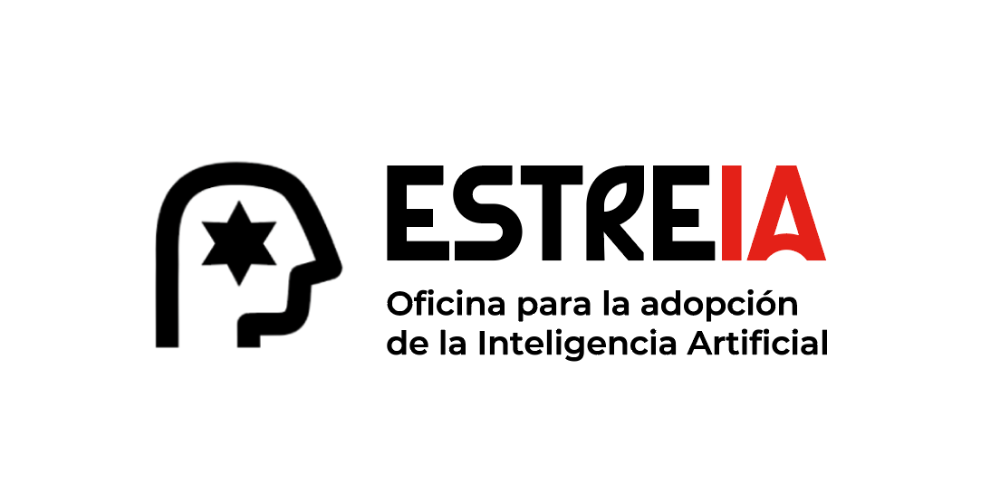 ESTREIA
Oficina para la adopción
de la Inteligencia Artificial